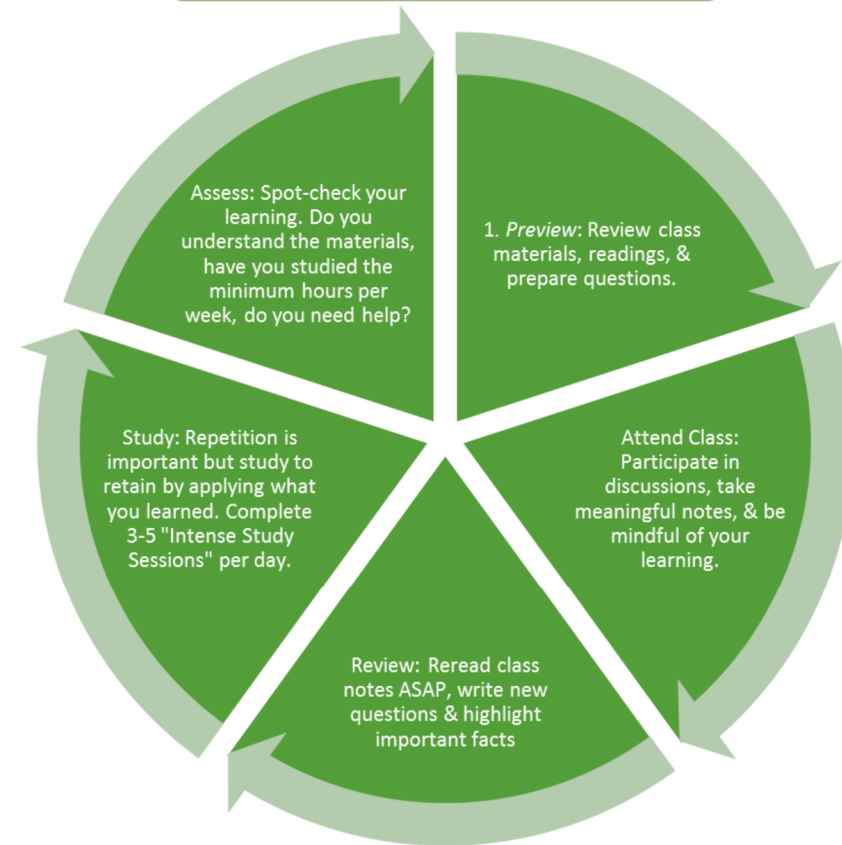 1. Preview: Review class
materials, readings, &
prepare questions.
Attend Class:
Participate in
discussions, take
meaningful notes, & be
mindful of your
learning.
Review: Reread class
notes ASAP, write new
questions & highlight
important facts
Study: Repetition is
important but study to
retain by applying what
you learned. Complete
3-5 "Intense Study
Sessions" per day.
Assess: Spot-check your
learning. Do you
understand the materials,
have you studied the
minimum hours per
week, do you need help?